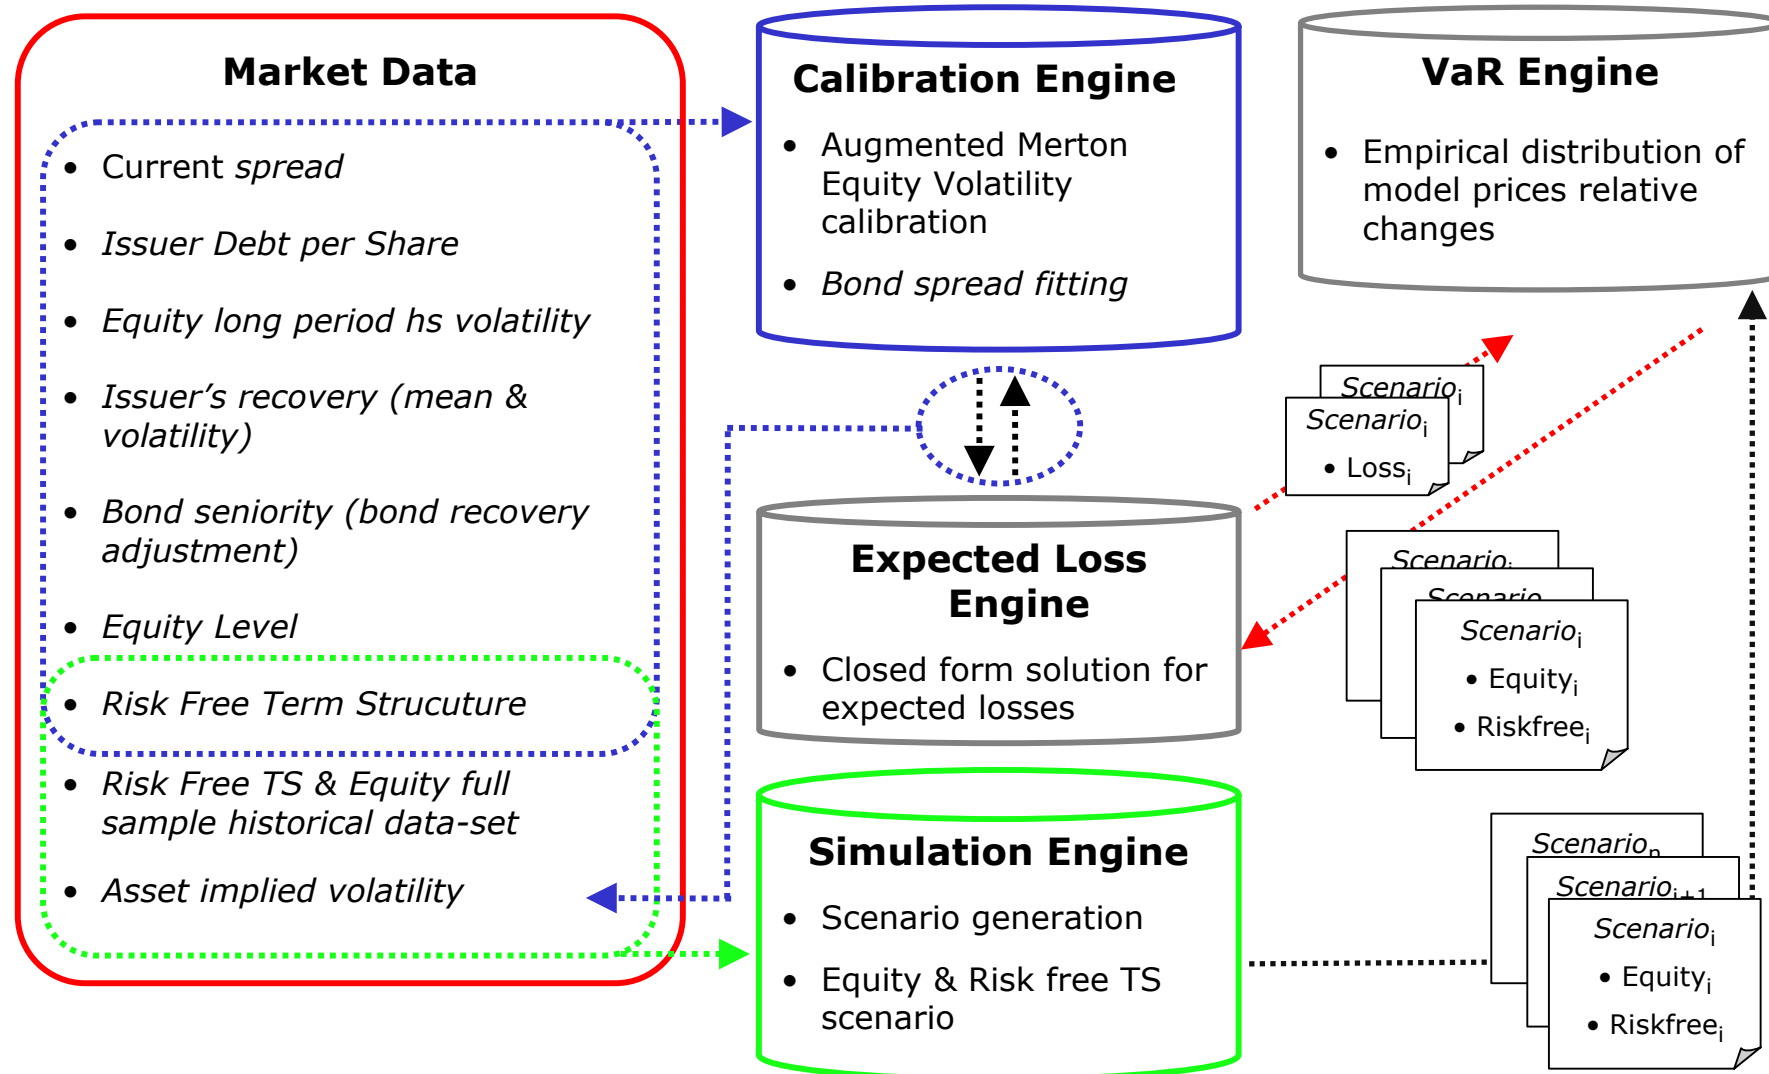 Market Data
• Current spread
• Issuer Debt per Share
• Equity long period hs volatility
• Issuer’s recovery (mean &
volatility)
• Bond seniority (bond recovery
adjustment)
• Equity Level
• Risk Free Term Strucuture
• Risk Free TS & Equity full
sample historical data-set
• Asset implied volatility
Calibration Engine
• Augmented Merton
Equity Volatility
calibration
• Bond spread fitting
Expected Loss
Engine
• Closed form solution for
expected losses
Simulation Engine
• Scenario generation
• Equity & Risk free TS
scenario
VaR Engine
• Empirical distribution of
model prices relative
changes
Scenarioi
Scenarioi
• Lossi
Scenarioi
Scenario
Scenarioi
• Equityi
• Riskfreei
Scenarion
Scenarioi+1
Scenarioi
• Equityi
• Riskfreei